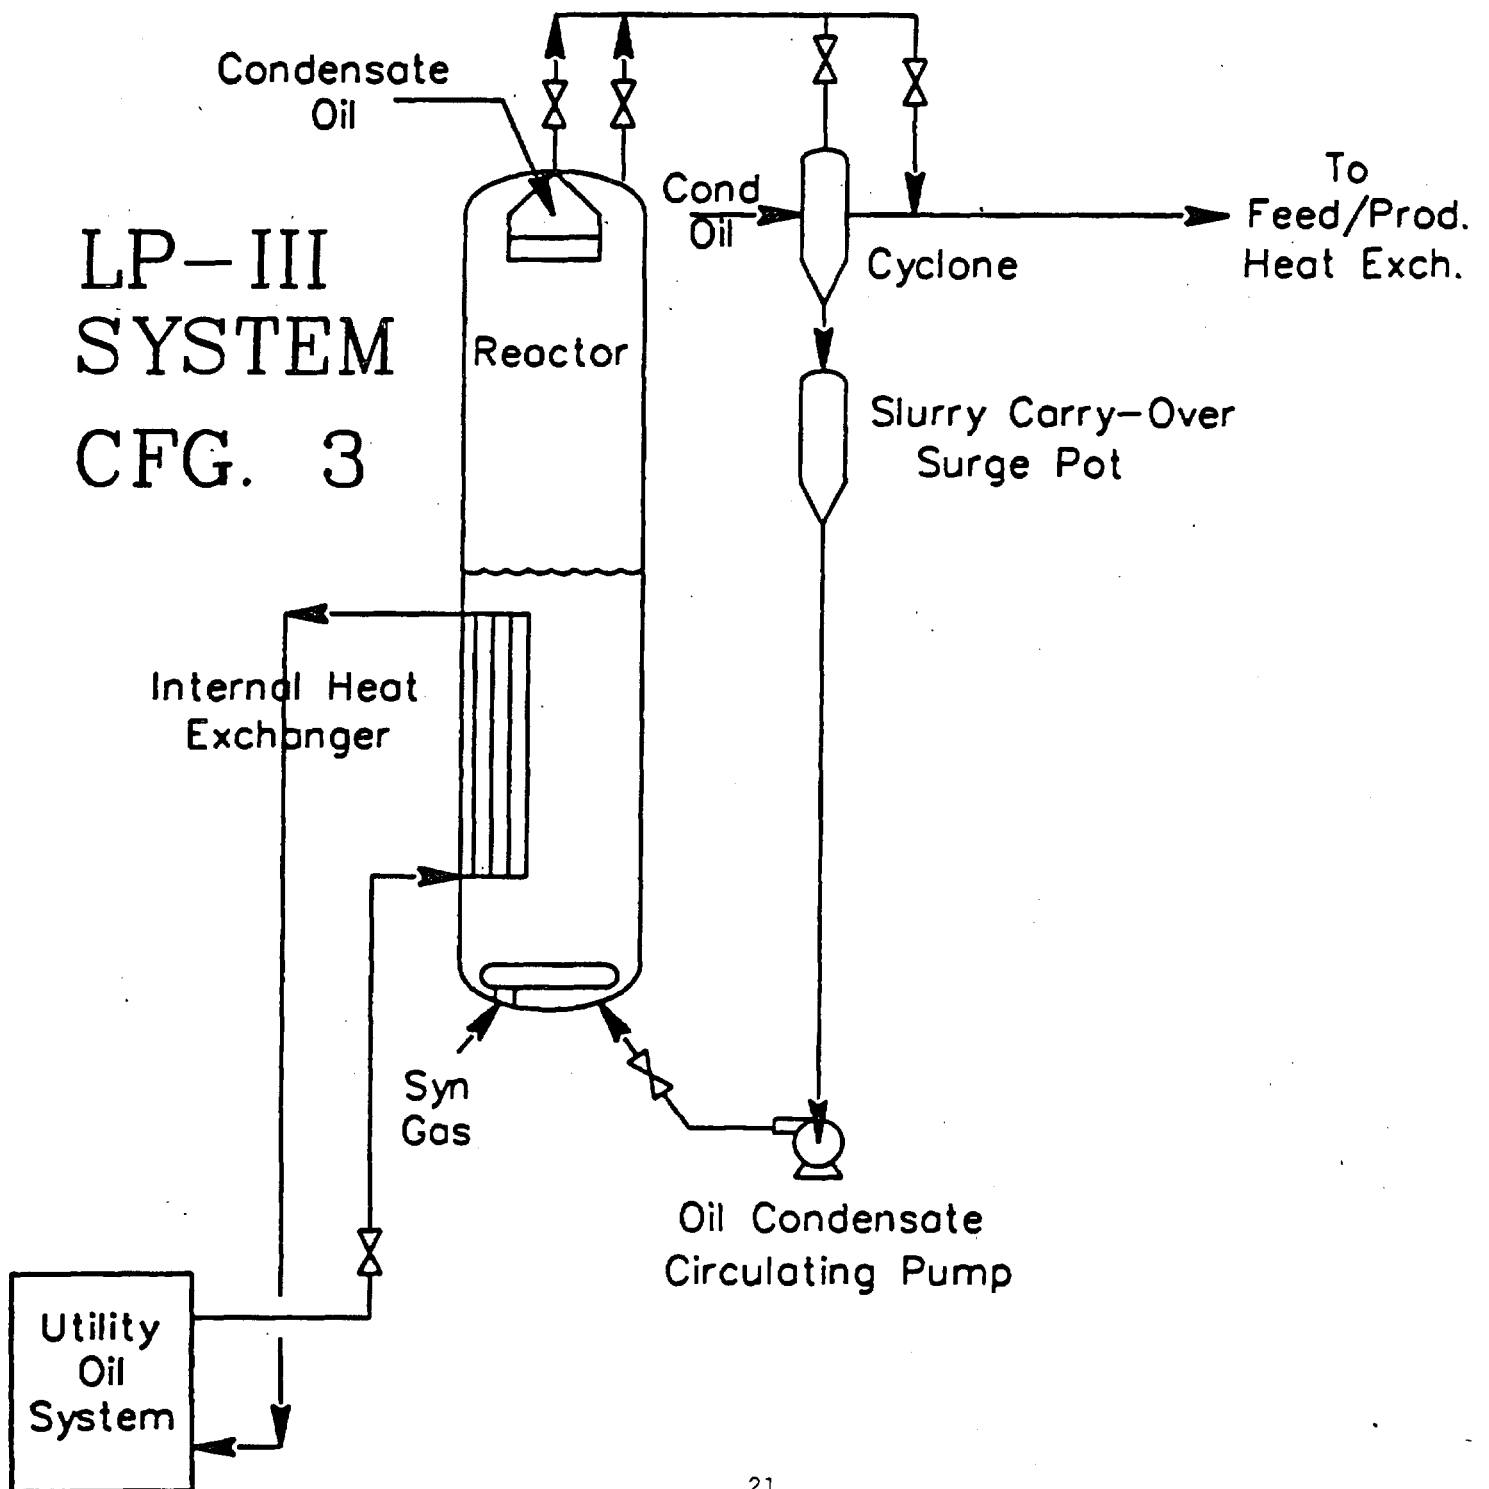 Condensate
Oil
LP-III
SYSTEM
CFG. 3
Reactor
Cond
Oil
Cyclone
To
Feed/Prod.
Heat Exch.
Slurry Carry-Over
Surge Pot
Internal Heat
Exchanger
Syn
Gas
Oil Condensate
Circulating Pump
Utility
Oil
System
21